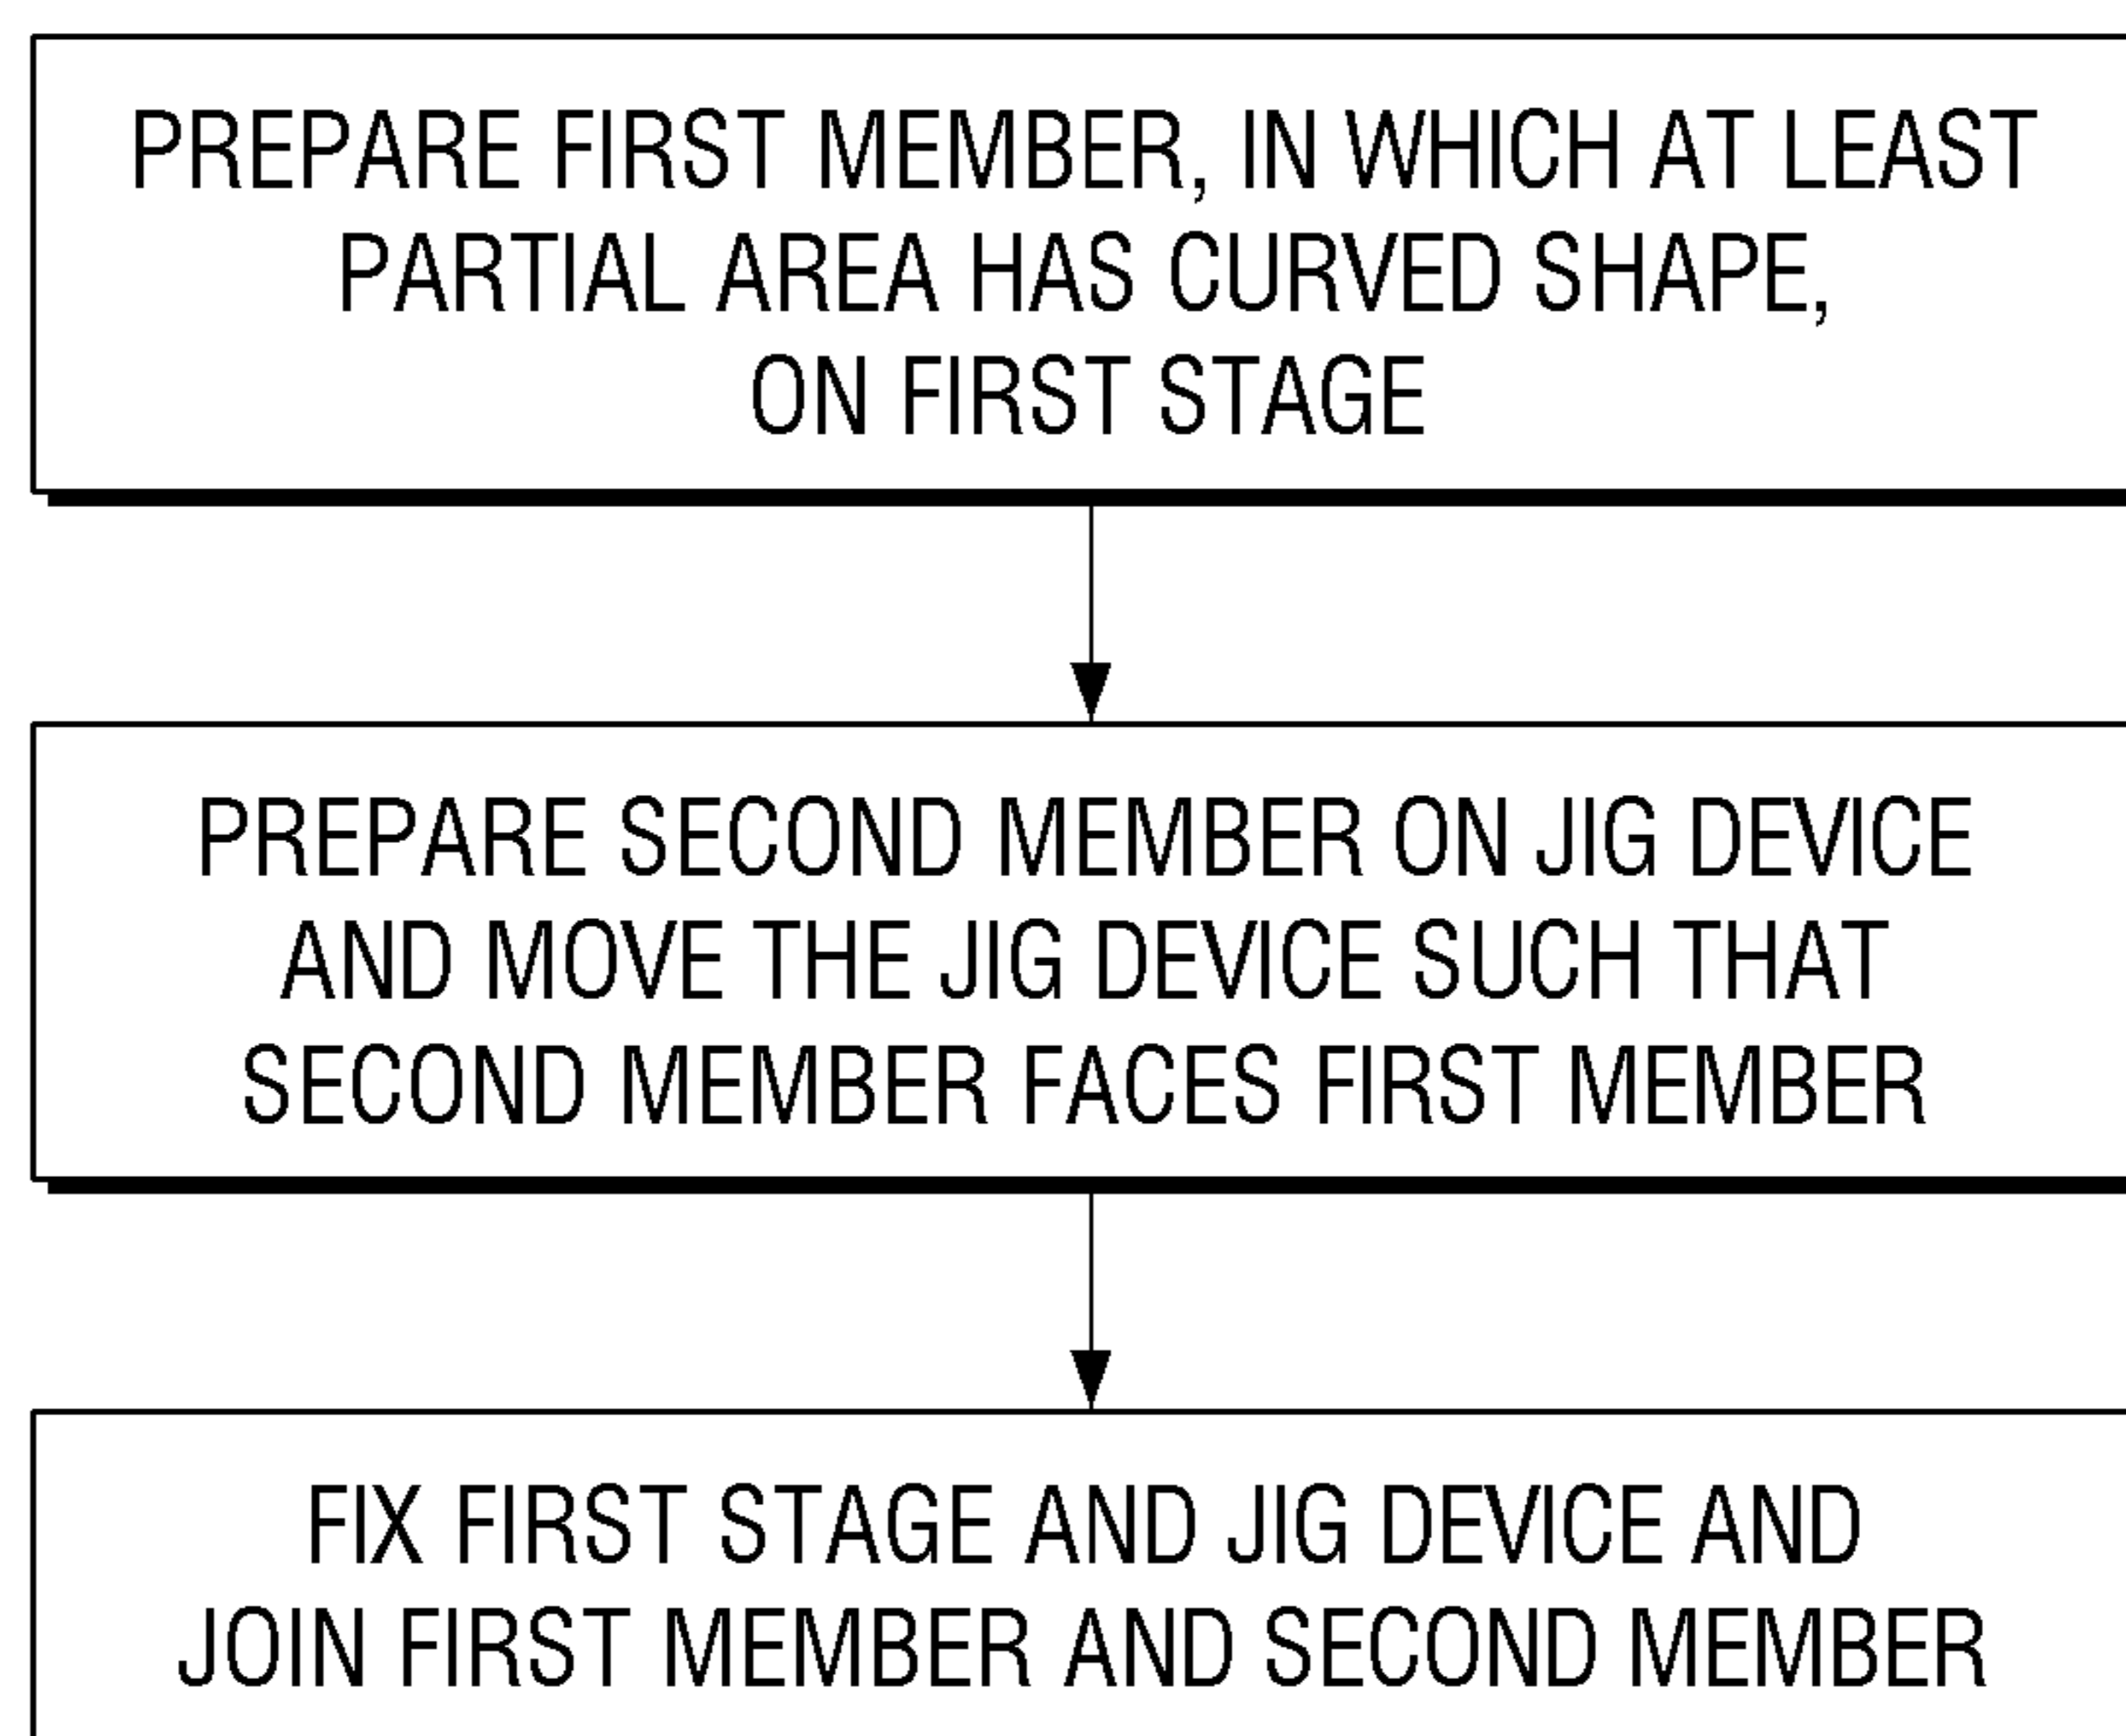 PREPARE FIRST MEMBER, IN WHICH AT LEAST
PARTIAL AREA HAS CURVED SHAPE,
ON FIRST STAGE
PREPARE SECOND MEMBER ON JIG DEVICE
AND MOVE THE JIG DEVICE SUCH THAT
SECOND MEMBER FACES FIRST MEMBER
FIX FIRST STAGE AND JIG DEVICE AND
JOIN FIRST MEMBER AND SECOND MEMBER